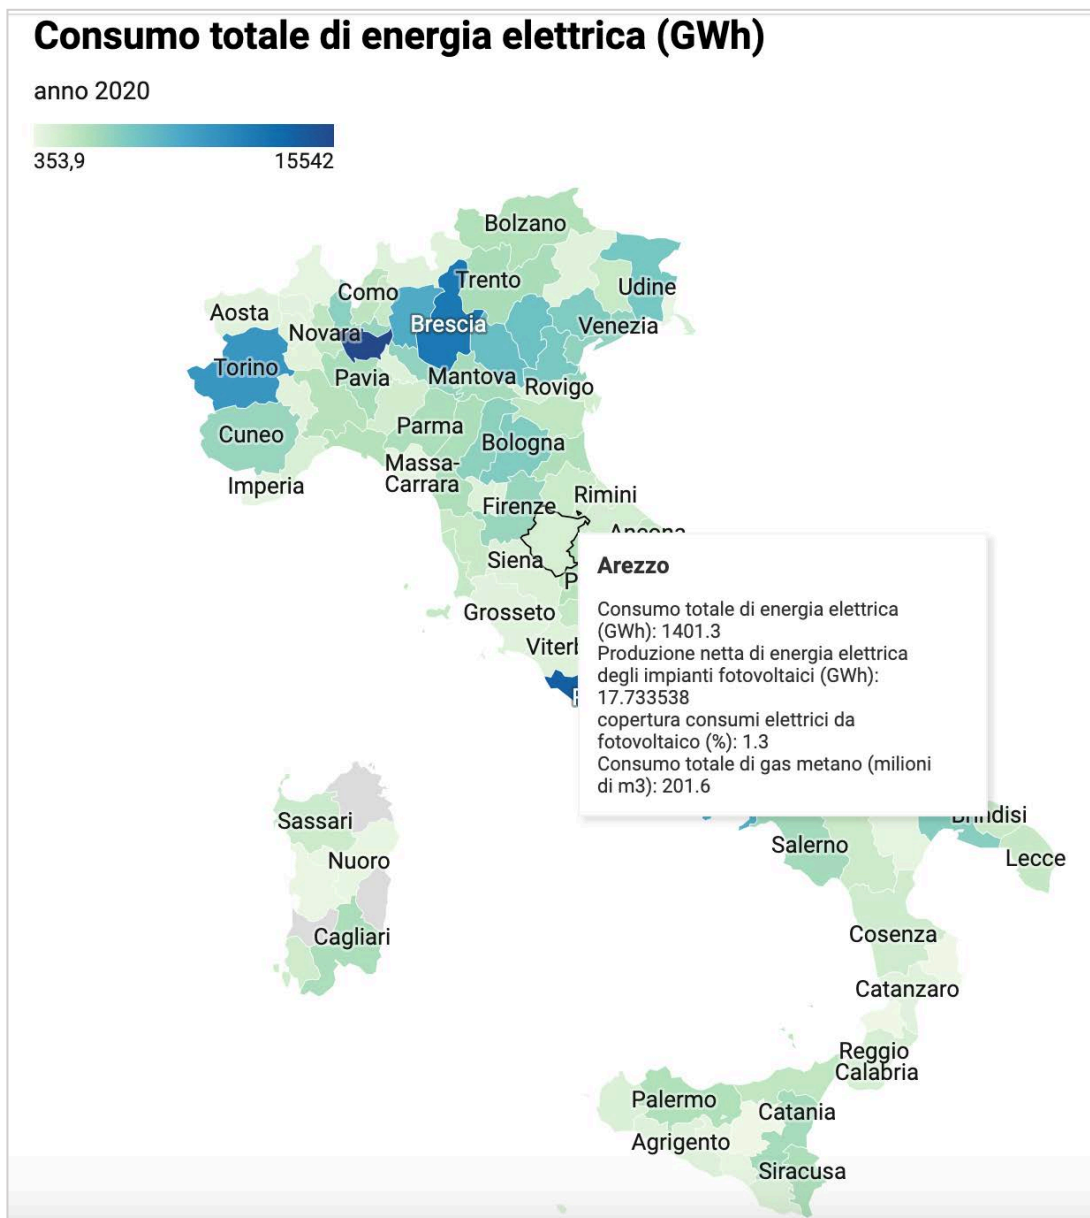 Consumo totale di energia elettrica (GWh)
anno 2020
353,9
15542
Bolzano
Trento
Udine
Como
Aosta
Novara
Brescia
Venezia
Torino
Pavia
Mantova
Rovigo
Parma
Cuneo
Bologna
Massa-
Carrara
Imperia
Firenze
Rimini
Ancona
Siena
Arezzo
Consumo totale di energia elettrica
(GWh): 1401.3
Produzione netta di energia elettrica
degli impianti fotovoltaici (GWh):
17.733538
copertura consumi elettrici da
fotovoltaico (%): 1.3
Consumo totale di gas metano (milioni
di m3): 201.6
Grosseto
Sassari
Nuoro
Cagliari
Brindisi
Salerno
Lecce
Cosenza
Catanzaro
Reggio
Calabria
Palermo
Catania
Agrigento
Siracusa